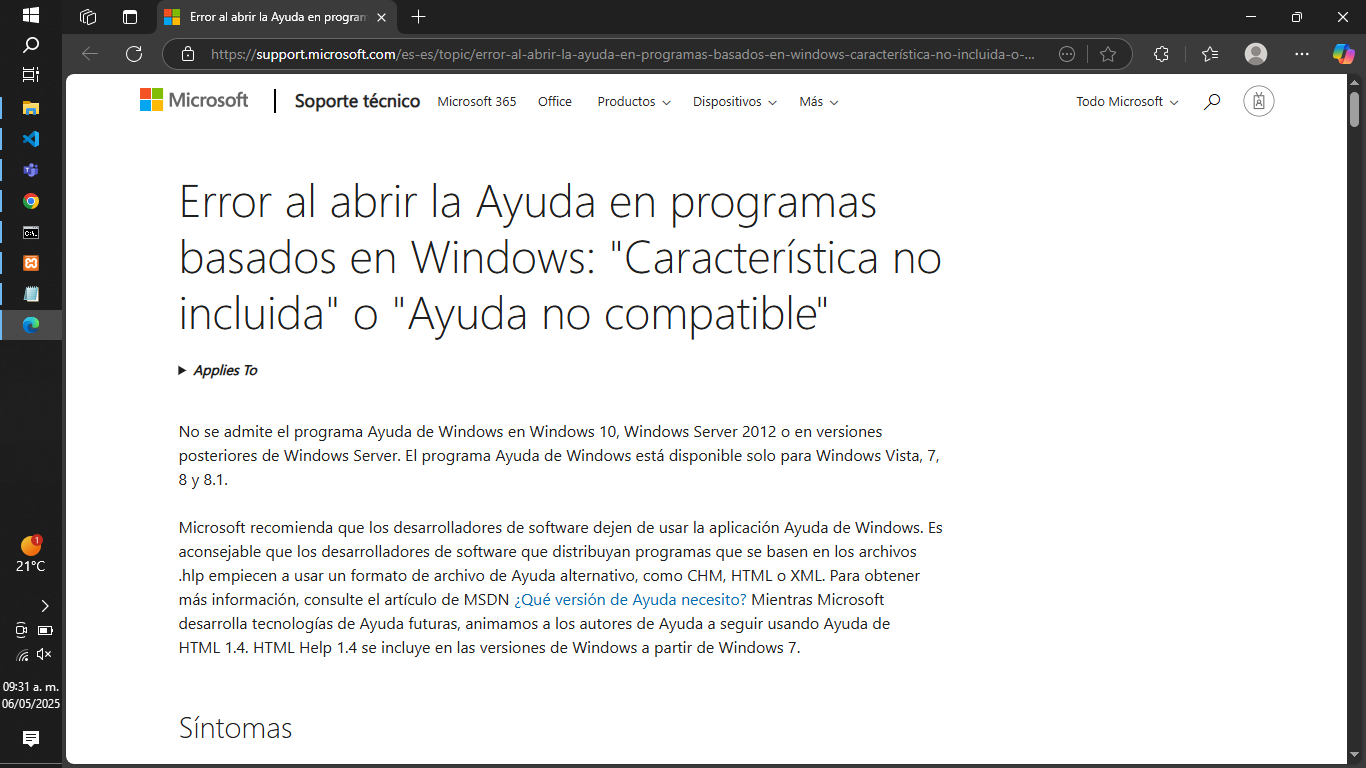 Error al abrir la Ayuda en program
https://support.microsoft.com/es-es/topic/error-al-abrir-la-ayuda-en-programas-basados-en-windows-característica-no-incluida-o-...
Microsoft
Soporte técnico
Microsoft 365
Office
Productos
Dispositivos
Más
Todo Microsoft
Error al abrir la Ayuda en programas
basados en Windows: "Característica no
incluida" o "Ayuda no compatible"
Applies To
No se admite el programa Ayuda de Windows en Windows 10, Windows Server 2012 o en versiones
posteriores de Windows Server. El programa Ayuda de Windows está disponible solo para Windows Vista, 7,
8 y 8.1.
Microsoft recomienda que los desarrolladores de software dejen de usar la aplicación Ayuda de Windows. Es
aconsejable que los desarrolladores de software que distribuyan programas que se basen en los archivos
.hlp empiecen a usar un formato de archivo de Ayuda alternativo, como CHM, HTML o XML. Para obtener
más información, consulte el artículo de MSDN ¿Qué versión de Ayuda necesito? Mientras Microsoft
desarrolla tecnologías de Ayuda futuras, animamos a los autores de Ayuda a seguir usando Ayuda de
HTML 1.4. HTML Help 1.4 se incluye en las versiones de Windows a partir de Windows 7.
Síntomas
1
21°C
09:31 a. m.
06/05/2025